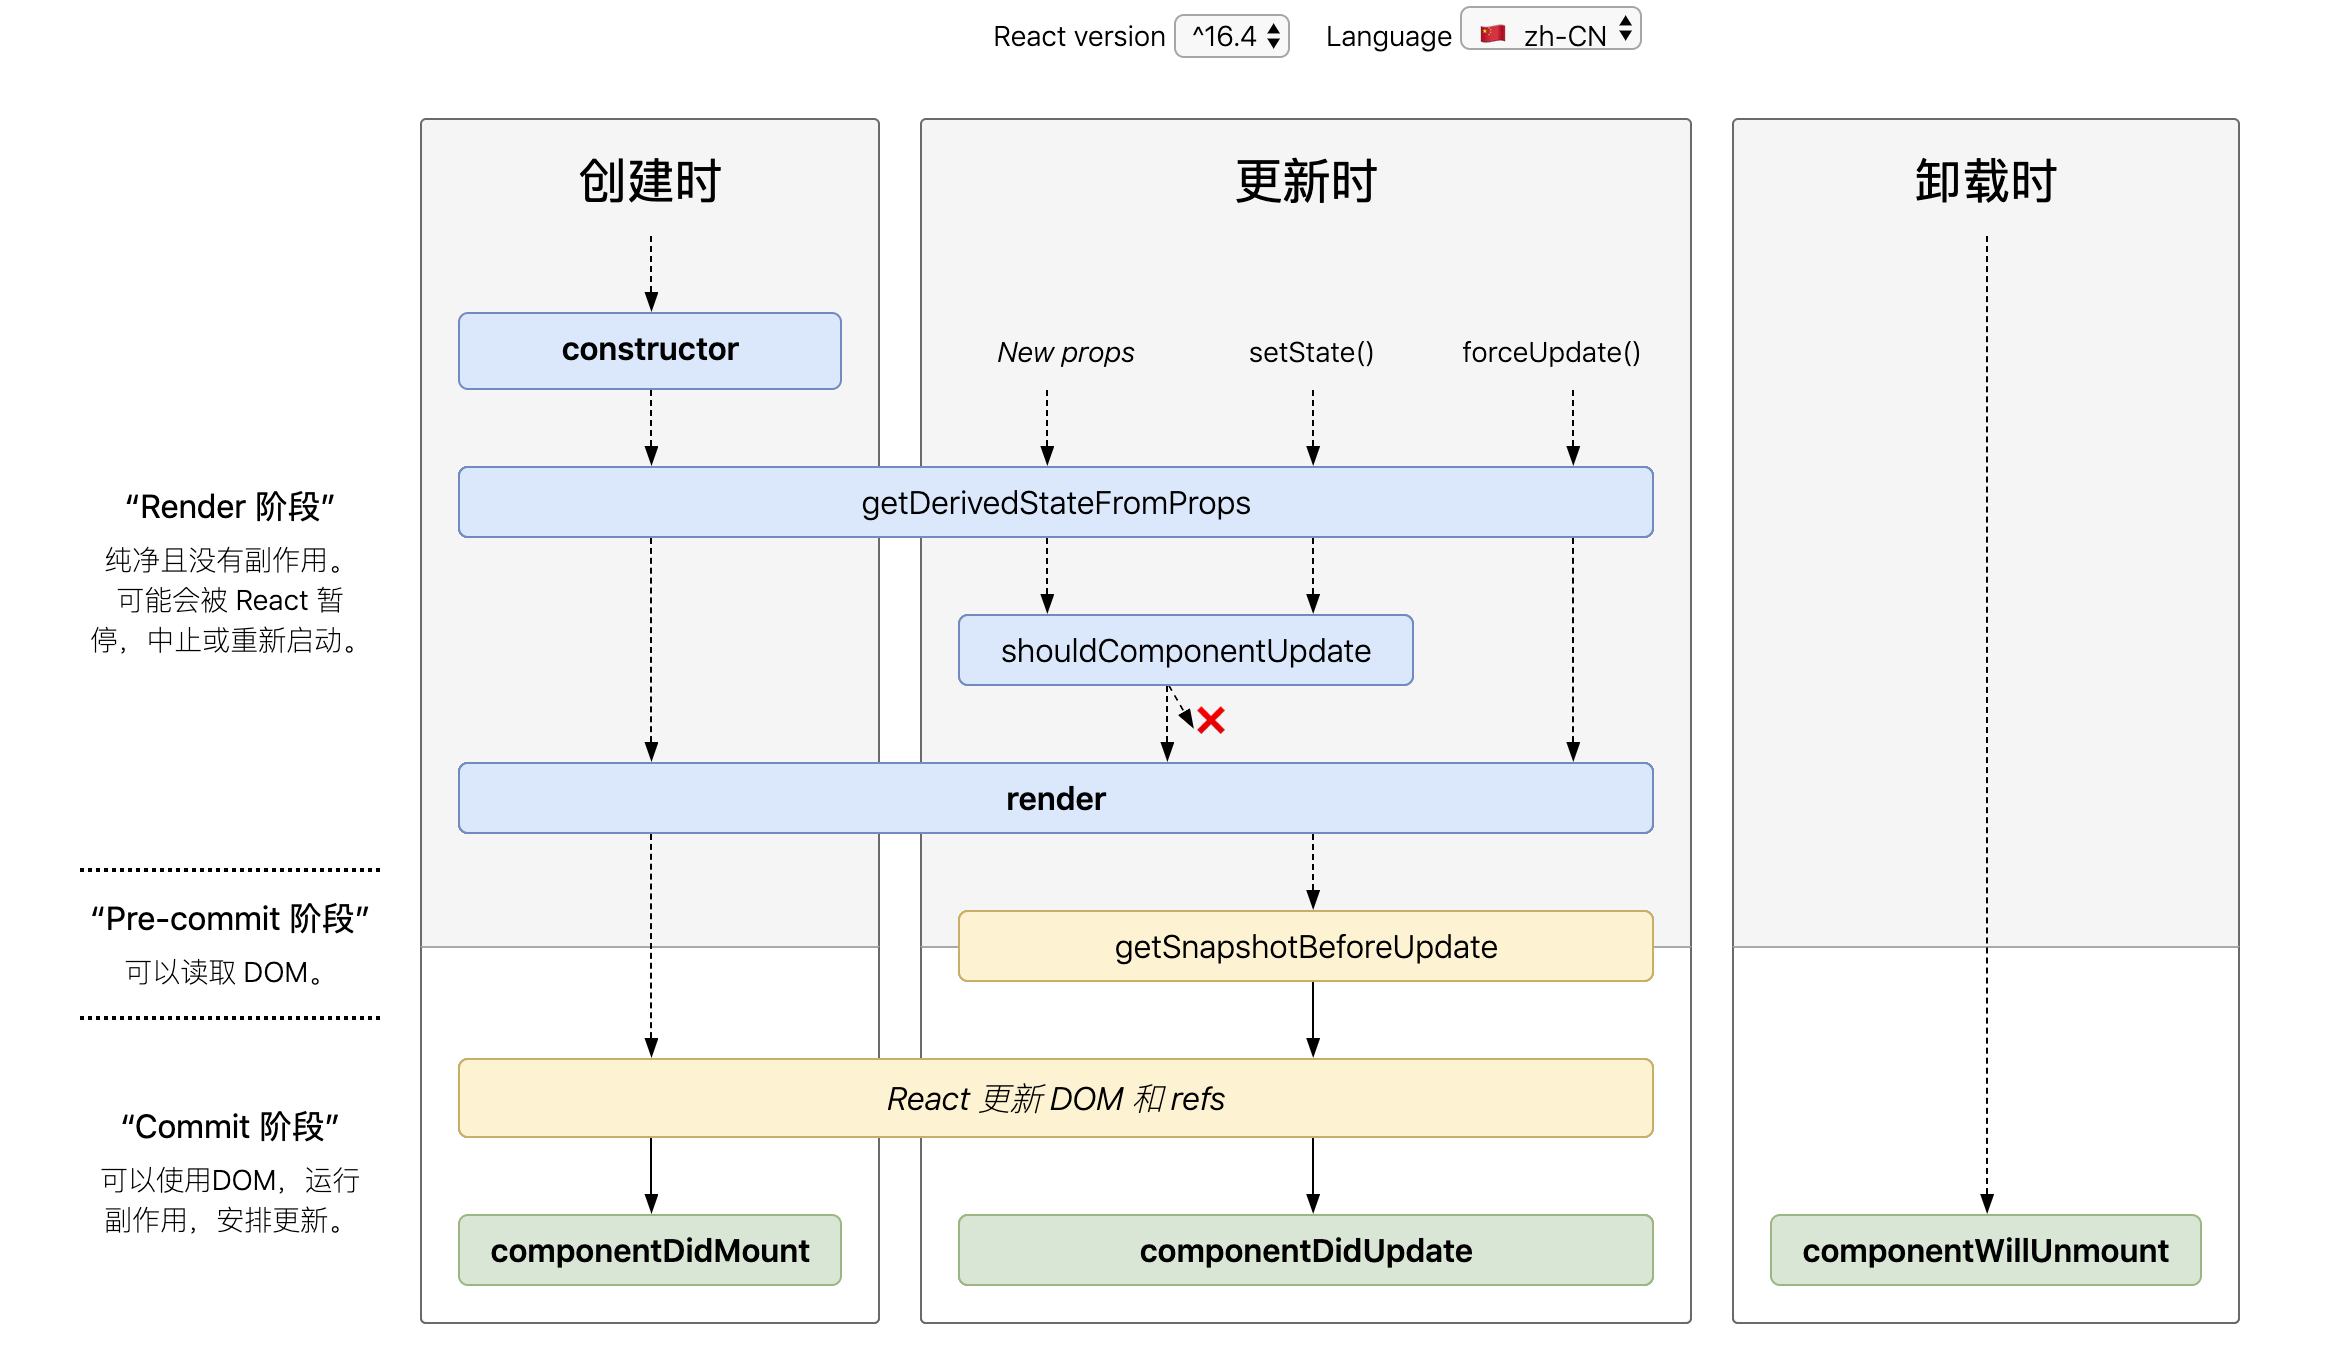 React version ^16.4 Language 🇨🇳 zh-CN
创建时
更新时
卸载时
constructor
New props
setState()
forceUpdate()
“Render 阶段”
纯净且没有副作用。
可能会被 React 暂
停，中止或重新启动。
getDerivedStateFromProps
shouldComponentUpdate
render
“Pre-commit 阶段”
可以读取 DOM。
getSnapshotBeforeUpdate
React 更新 DOM 和 refs
“Commit 阶段”
可以使用DOM，运行
副作用，安排更新。
componentDidMount
componentDidUpdate
componentWillUnmount